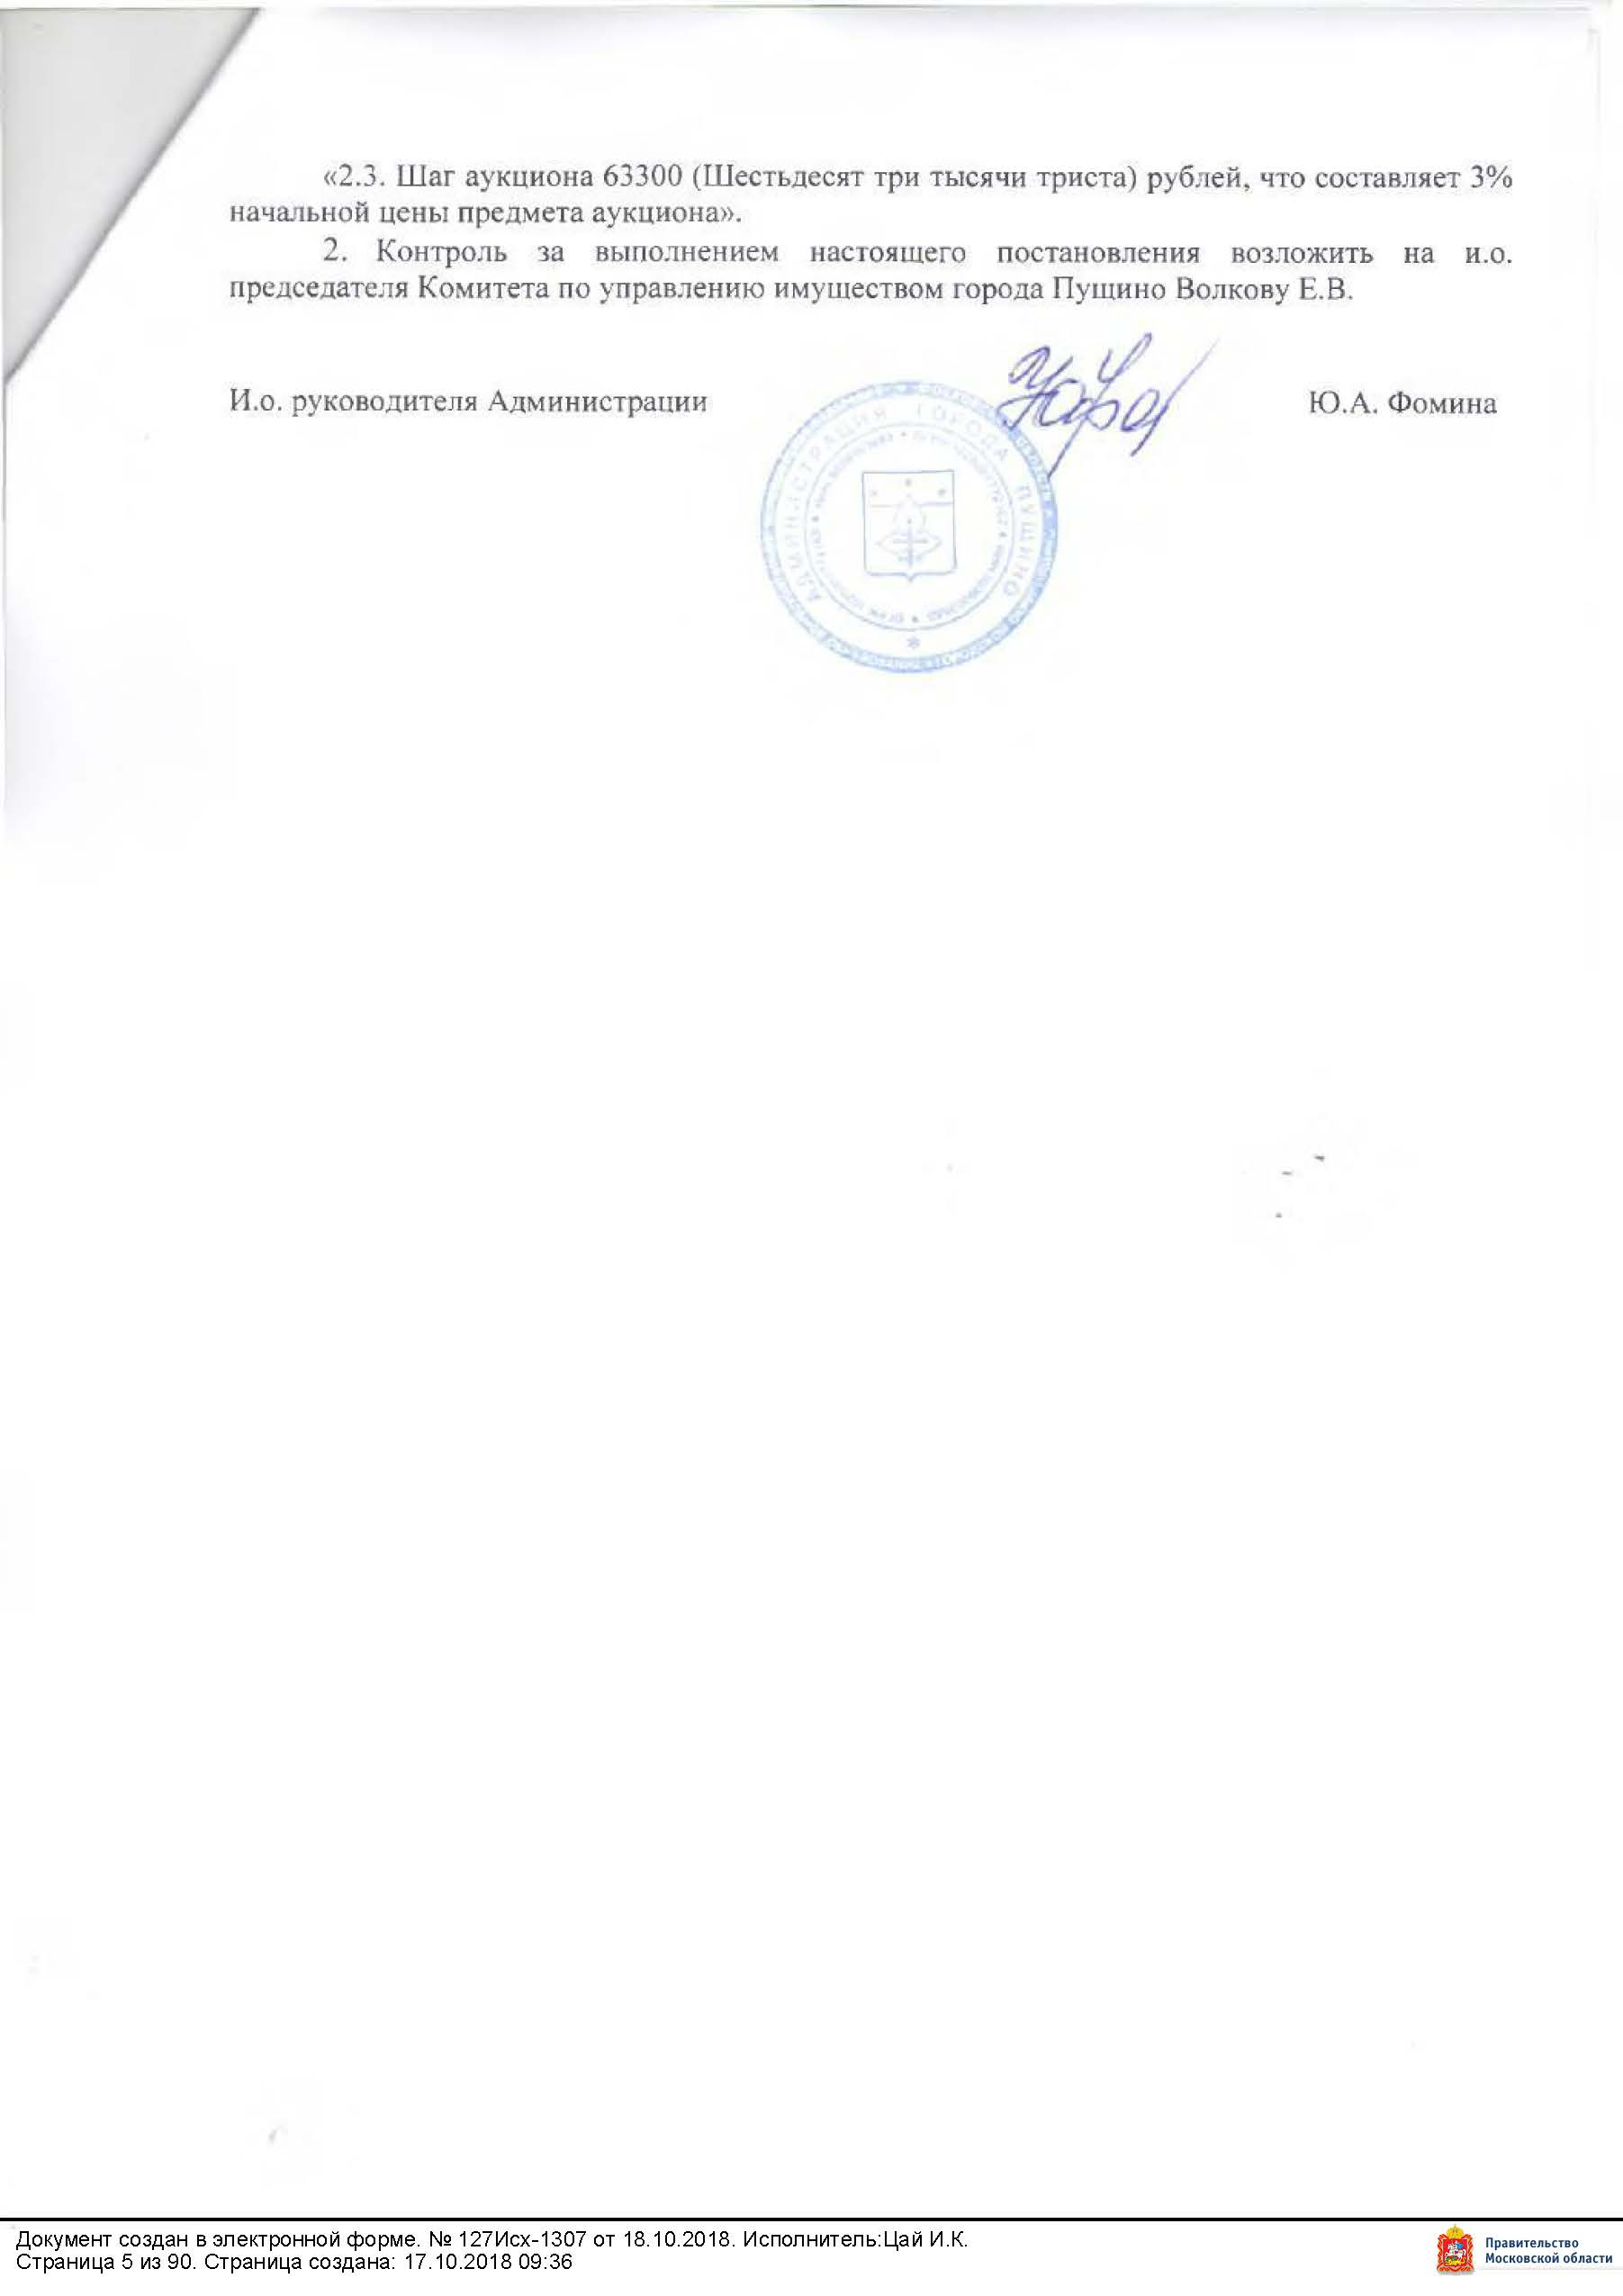 «2.3. Шаг аукциона 63300 (Шестьдесят три тысячи триста) рублей, что составляет 3%
начальной цены предмета аукциона».
2. Контроль за выполнением настоящего постановления возложить на и.о.
председателя Комитета по управлению имуществом города Пущино Волкову Е.В.
И.о. руководителя Администрации
Ю.А. Фомина
АДМИНИСТРАЦИЯ ГОРОДА ПУЩИНО
Документ создан в электронной форме. № 127Исх-1307 от 18.10.2018. Исполнитель:Цай И.К.
Страница 5 из 90. Страница создана: 17.10.2018 09:36
Правительство
Московской области